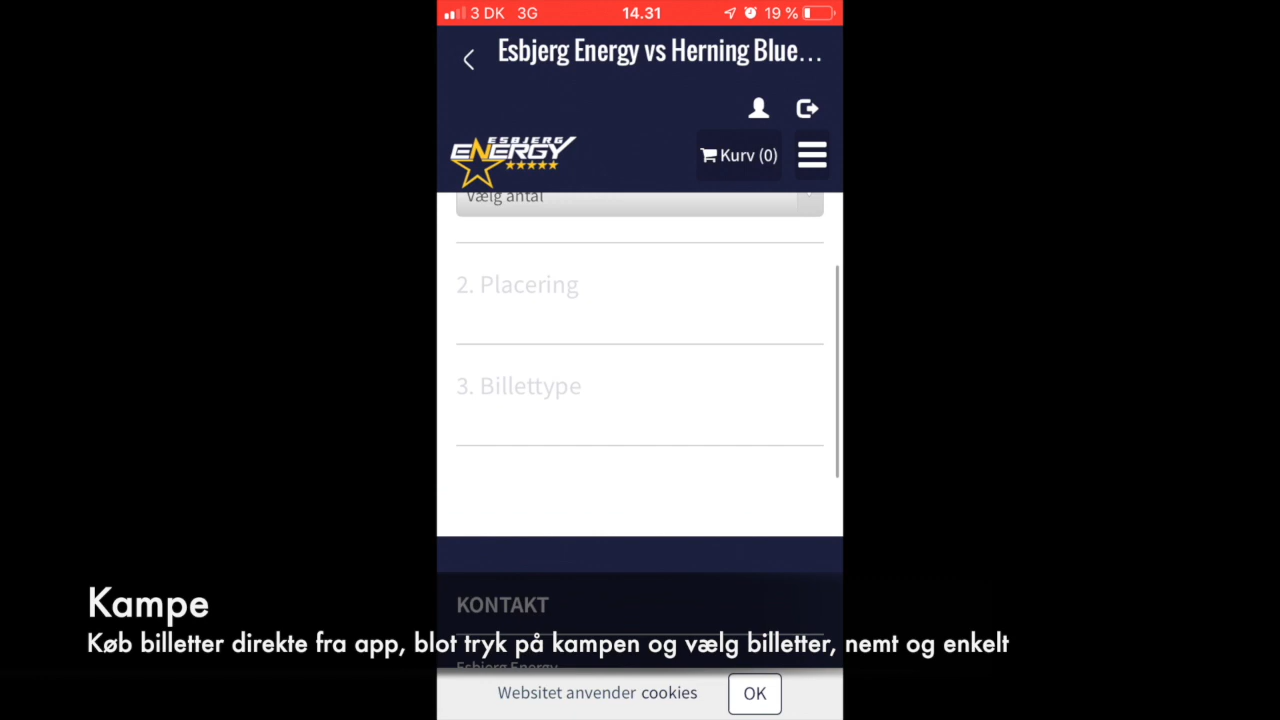 3 DK 3G 14.31 19 %
Esbjerg Energy vs Herning Blue...
ESBJERG
ENERGY
Kurv (0)
Vælg antal
2. Placering
3. Billettype
KONTAKT
Kampe
Køb billetter direkte fra app, blot tryk på kampen og vælg billetter, nemt og enkelt
Esbjerg Energy
Websitet anvender cookies OK